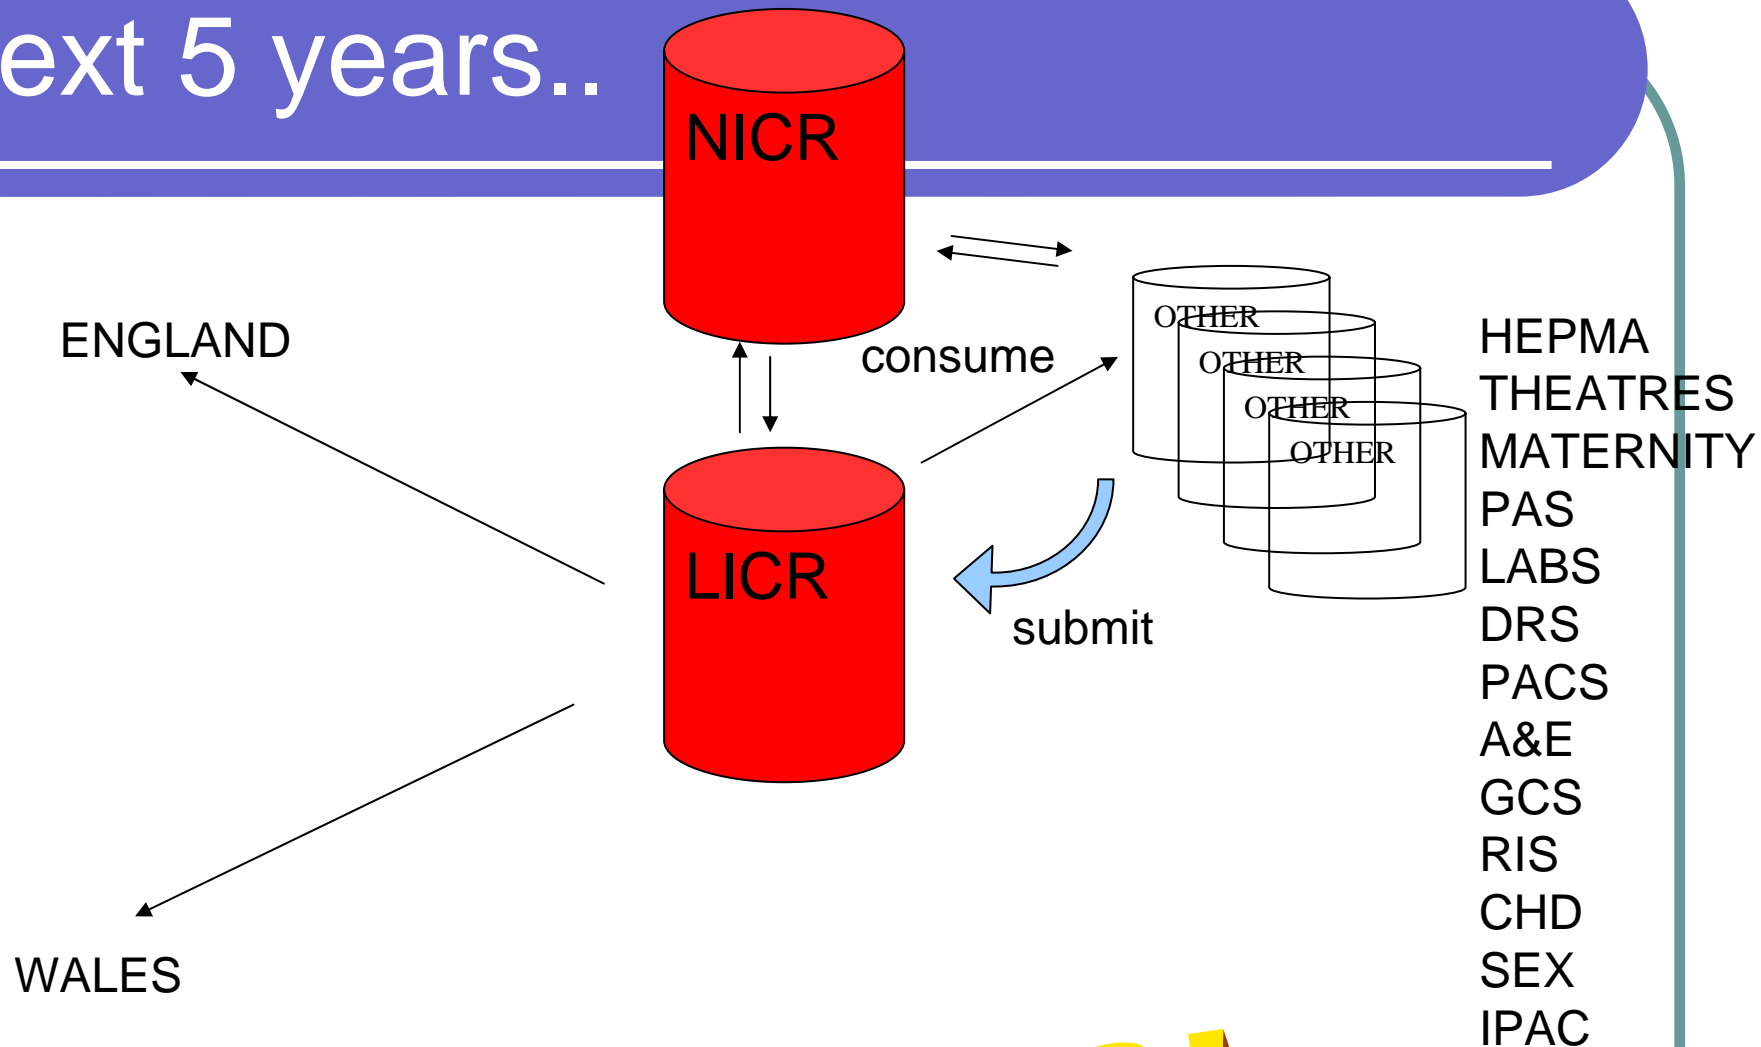 ext 5 years..
NICR
ENGLAND
consume
OTHER
OTHER
OTHER
OTHER
LICR
submit
WALES
HEPMA
THEATRES
MATERNITY
PAS
LABS
DRS
PACS
A&E
GCS
RIS
CHD
SEX
IPAC